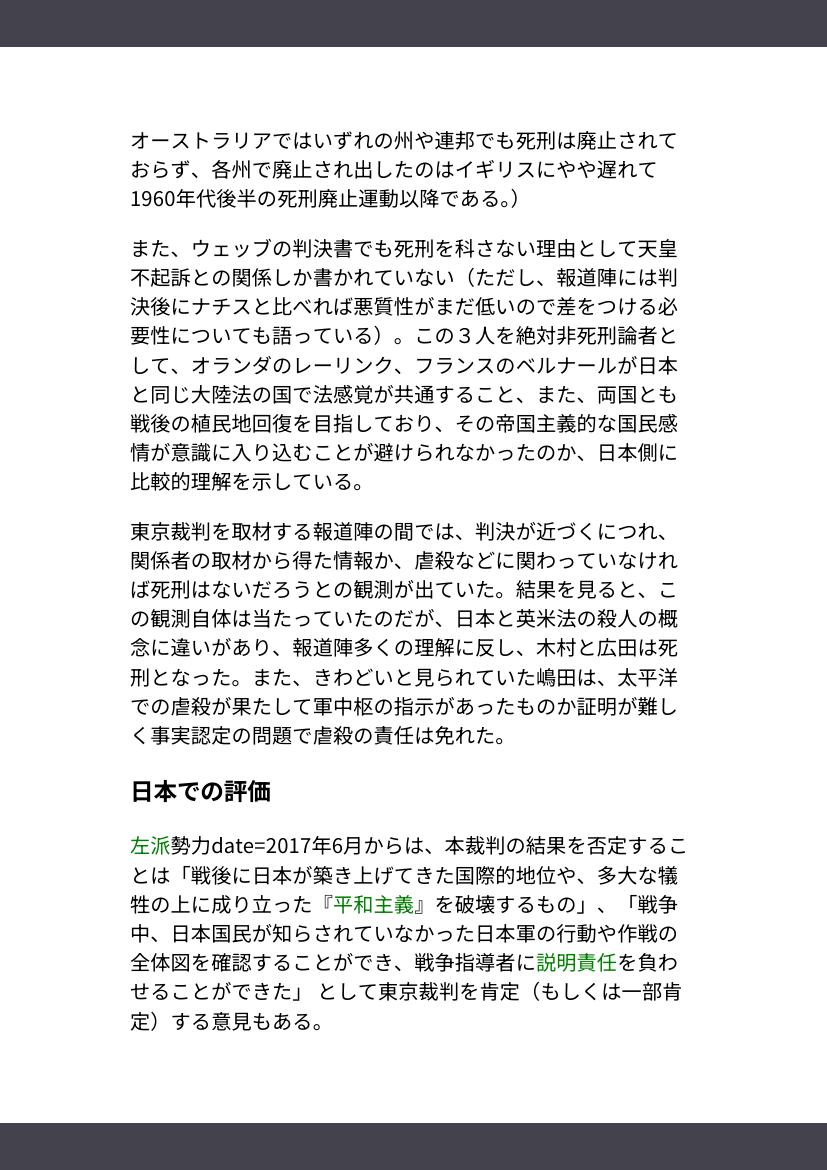 オーストラリアではいずれの州や連邦でも死刑は廃止されて
おらず、各州で廃止され出したのはイギリスにやや遅れて
1960年代後半の死刑廃止運動以降である。）
また、ウェッブの判決書でも死刑を科さない理由として天皇
不起訴との関係しか書かれていない（ただし、報道陣には判
決後にナチスと比べれば悪質性がまだ低いので差をつける必
要性についても語っている）。この３人を絶対非死刑論者と
して、オランダのレーリンク、フランスのベルナールが日本
と同じ大陸法の国で法感覚が共通すること、また、両国とも
戦後の植民地回復を目指しており、その帝国主義的な国民感
情が意識に入り込むことが避けられなかったのか、日本側に
比較的理解を示している。
東京裁判を取材する報道陣の間では、判決が近づくにつれ、
関係者の取材から得た情報か、虐殺などに関わっていなけれ
ば死刑はないだろうとの観測が出ていた。結果を見ると、こ
の観測自体は当たっていたのだが、日本と英米法の殺人の概
念に違いがあり、報道陣多くの理解に反し、木村と広田は死
刑となった。また、きわどいと見られていた嶋田は、太平洋
での虐殺が果たして軍中枢の指示があったものか証明が難し
く事実認定の問題で虐殺の責任は免れた。
日本での評価
左派勢力date=2017年6月からは、本裁判の結果を否定するこ
とは「戦後に日本が築き上げてきた国際的地位や、多大な犠
牲の上に成り立った『平和主義』を破壊するもの」、「戦争
中、日本国民が知らされていなかった日本軍の行動や作戦の
全体図を確認することができ、戦争指導者に説明責任を負わ
せることができた」 として東京裁判を肯定（もしくは一部肯
定）する意見もある。